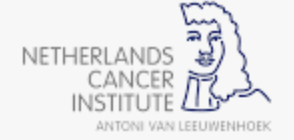 NETHERLANDS
CANCER
INSTITUTE
ANTONI VAN LEEUWENHOEK